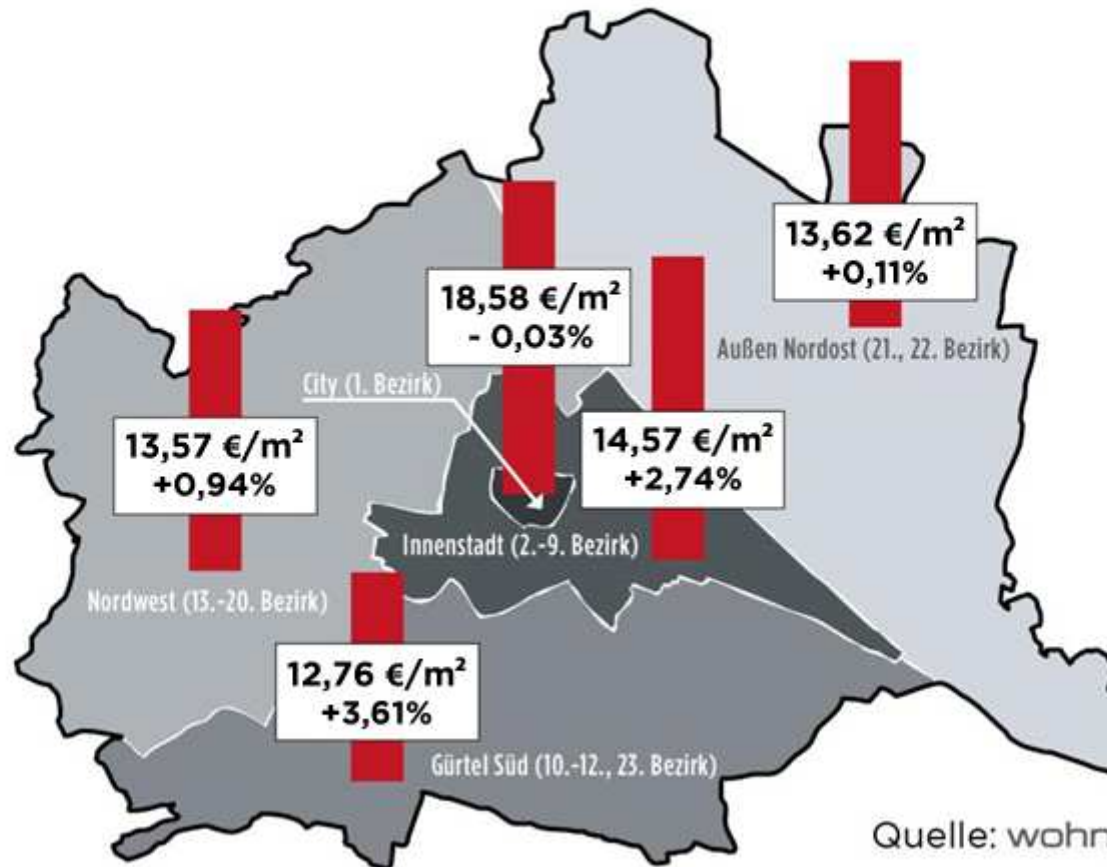 13,62 €/m²
+0,11%
Außen Nordost (21., 22. Bezirk)
18,58 €/m²
- 0,03%
City (1. Bezirk)
13,57 €/m²
+0,94%
Nordwest (13.-20. Bezirk)
14,57 €/m²
+2,74%
Innenstadt (2.-9. Bezirk)
12,76 €/m²
+3,61%
Gürtel Süd (10.-12., 23. Bezirk)
Quelle: wohn